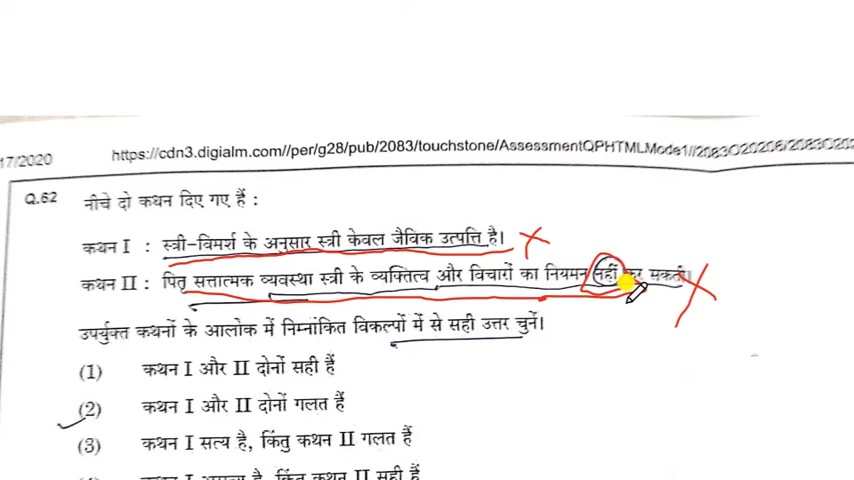 17/2020 https://cdn3.digialm.com//per/g28/pub/2083/touchstone/AssessmentQPHTMLMode1//2083O20206/2083O202
Q.62 नीचे दो कथन दिए गए हैं :
कथन I : स्त्री-विमर्श के अनुसार स्त्री केवल जैविक उत्पत्ति है।
कथन II : पितृ सत्तात्मक व्यवस्था स्त्री के व्यक्तित्व और विचारों का नियमन नहीं कर सकता।
उपर्युक्त कथनों के आलोक में निम्नांकित विकल्पों में से सही उत्तर चुनें।
(1) कथन I और II दोनों सही हैं
(2) कथन I और II दोनों गलत हैं
(3) कथन I सत्य है, किंतु कथन II गलत हैं
(4) कथन I असत्य है, किंतु कथन II सही हैं